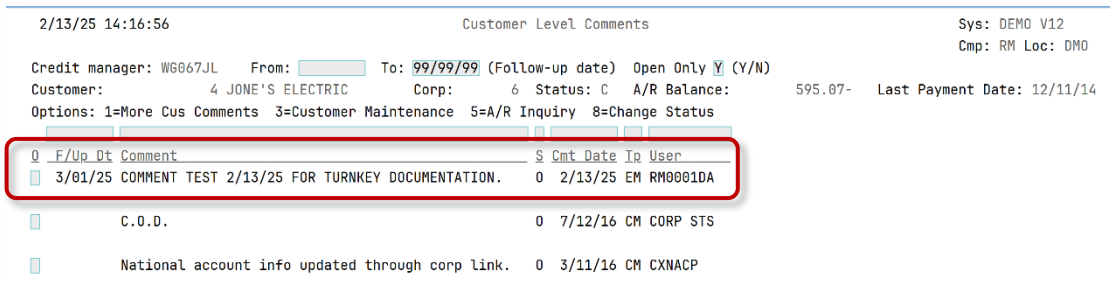 2/13/25 14:16:56 Customer Level Comments Sys: DEMO V12
Cmp: RM Loc: DMO
Credit manager: WG067JL From: To: 99/99/99 (Follow-up date) Open Only Y (Y/N)
Customer: 4 JONE'S ELECTRIC Corp: 6 Status: C A/R Balance: 595.07- Last Payment Date: 12/11/14
Options: 1=More Cus Comments 3=Customer Maintenance 5=A/R Inquiry 8=Change Status
O F/Up Dt Comment S Cmt Date Tp User
3/01/25 COMMENT TEST 2/13/25 FOR TURNKEY DOCUMENTATION. O 2/13/25 EM RM0001DA
C.O.D. O 7/12/16 CM CORP STS
National account info updated through corp link. O 3/11/16 CM CXNACP